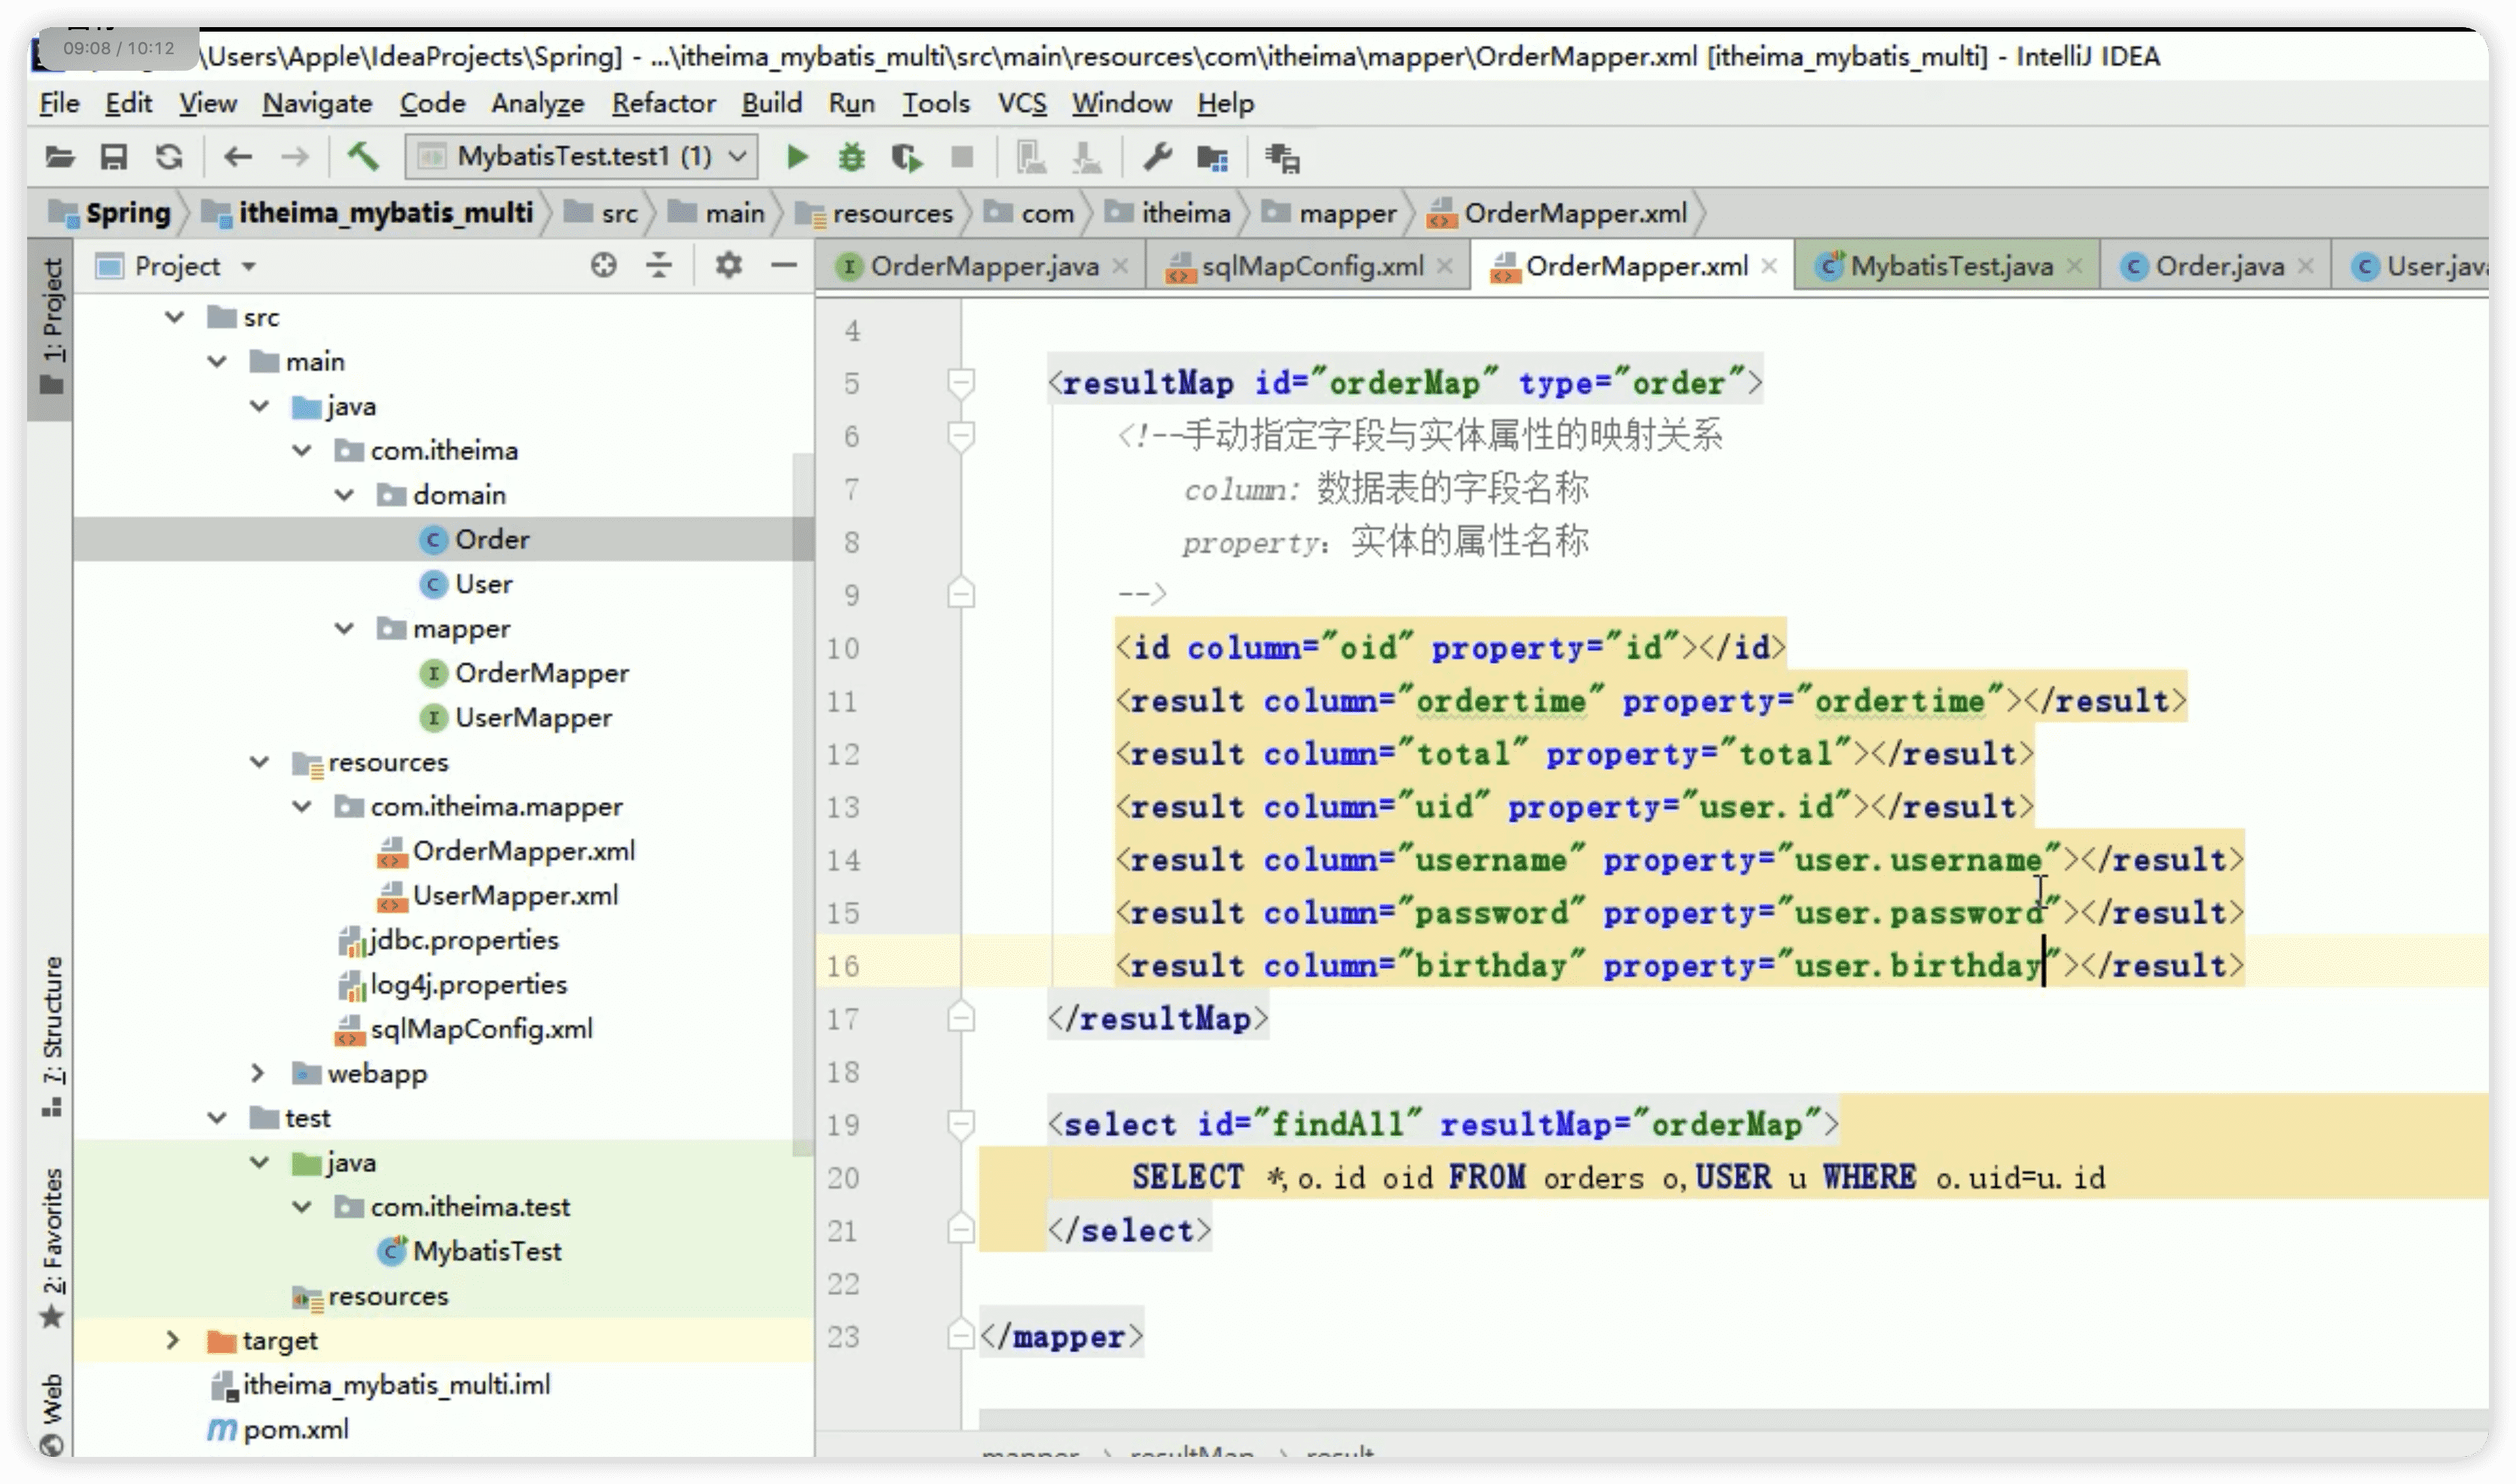 09:08 / 10:12
\Users\Apple\IdeaProjects\Spring] - ...\itheima_mybatis_multi\src\main\resources\com\itheima\mapper\OrderMapper.xml [itheima_mybatis_multi] - IntelliJ IDEA
File Edit View Navigate Code Analyze Refactor Build Run Tools VCS Window Help
MybatisTest.test1 (1)
Spring itheima_mybatis_multi src main resources com itheima mapper OrderMapper.xml
Project
OrderMapper.java sqlMapConfig.xml OrderMapper.xml MybatisTest.java Order.java User.jav
1: Project
7: Structure
2: Favorites
Web
src
main
java
com.itheima
domain
Order
User
mapper
OrderMapper
UserMapper
resources
com.itheima.mapper
OrderMapper.xml
UserMapper.xml
jdbc.properties
log4j.properties
sqlMapConfig.xml
webapp
test
java
com.itheima.test
MybatisTest
resources
target
itheima_mybatis_multi.iml
pom.xml
4
5 <resultMap id="orderMap" type="order">
6 <!--手动指定字段与实体属性的映射关系
7 column: 数据表的字段名称
8 property：实体的属性名称
9 -->
10 <id column="oid" property="id"></id>
11 <result column="ordertime" property="ordertime"></result>
12 <result column="total" property="total"></result>
13 <result column="uid" property="user.id"></result>
14 <result column="username" property="user.username"></result>
15 <result column="password" property="user.password"></result>
16 <result column="birthday" property="user.birthday"></result>
17 </resultMap>
18
19 <select id="findAll" resultMap="orderMap">
20 SELECT *,o.id oid FROM orders o,USER u WHERE o.uid=u.id
21 </select>
22
23 </mapper>
mapper › resultMap › result